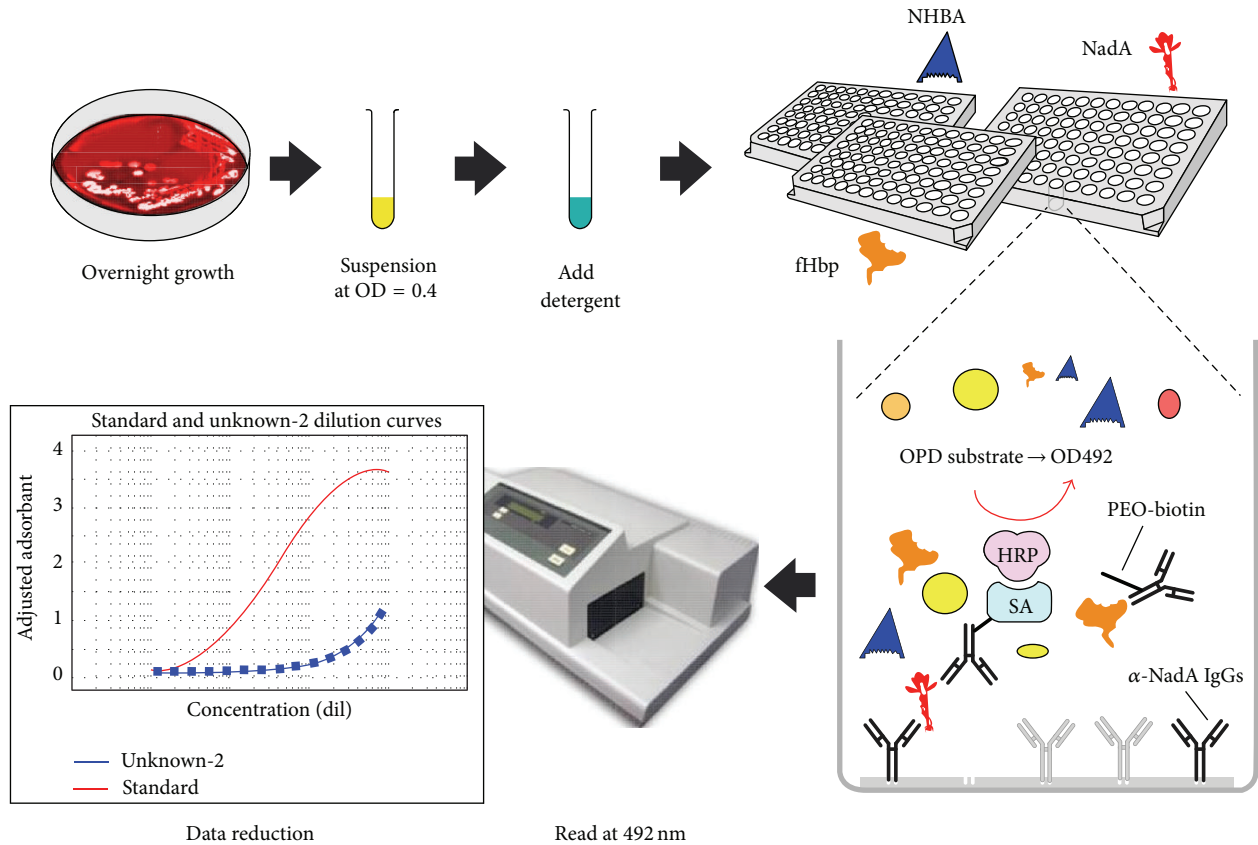 NHBA
NadA
fHbp
Overnight growth
Suspension
at OD = 0.4
Add
detergent
OPD substrate → OD492
PEO-biotin
HRP
SA
α-NadA IgGs
Standard and unknown-2 dilution curves
4
3
2
1
0
Adjusted adsorbant
Concentration (dil)
Unknown-2
Standard
Data reduction
Read at 492 nm